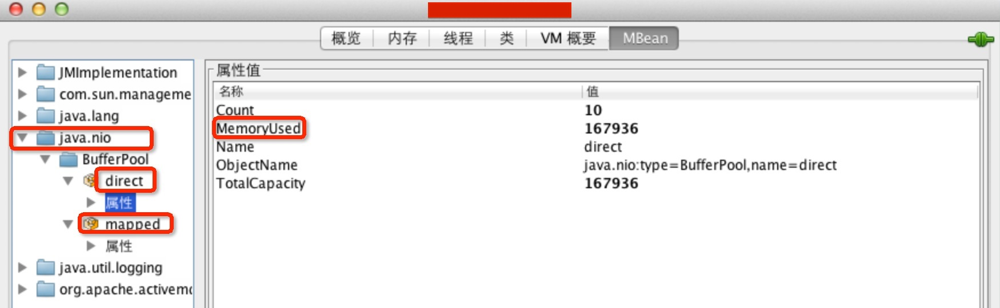 概览 内存 线程 类 VM 概要 MBean
JMImplementation
com.sun.manageme
java.lang
java.nio
BufferPool
direct
属性
mapped
属性
java.util.logging
org.apache.activem
属性值
名称 值
Count 10
MemoryUsed 167936
Name direct
ObjectName java.nio:type=BufferPool,name=direct
TotalCapacity 167936